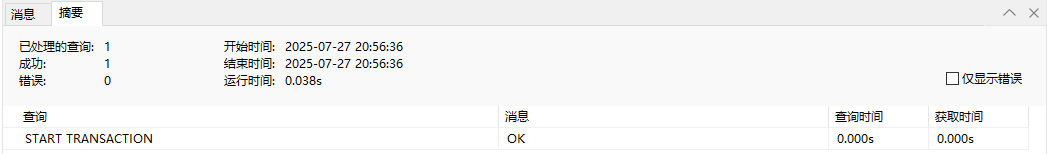 消息 摘要
已处理的查询: 1 开始时间: 2025-07-27 20:56:36
成功: 1 结束时间: 2025-07-27 20:56:36
错误: 0 运行时间: 0.038s
仅显示错误
查询 消息 查询时间 获取时间
START TRANSACTION OK 0.000s 0.000s